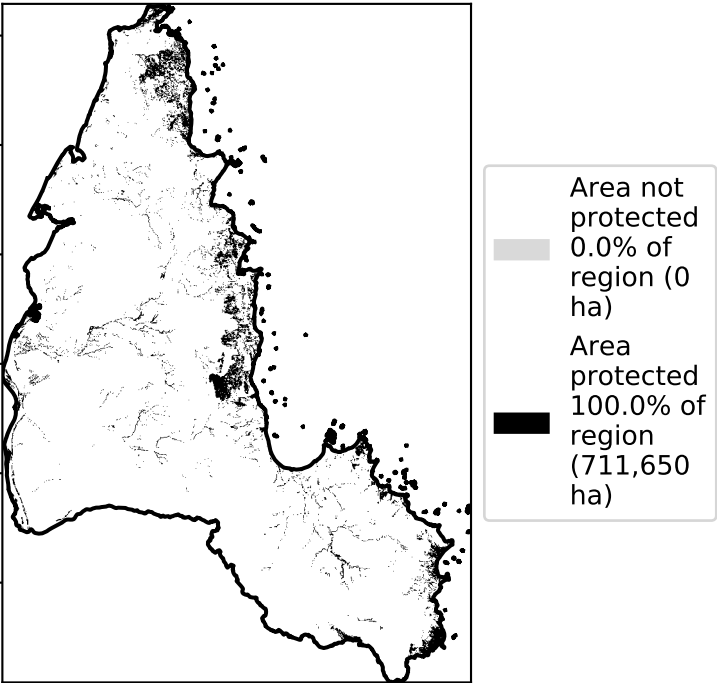 Area not
protected
0.0% of
region (0
ha)
Area
protected
100.0% of
region
(711,650
ha)